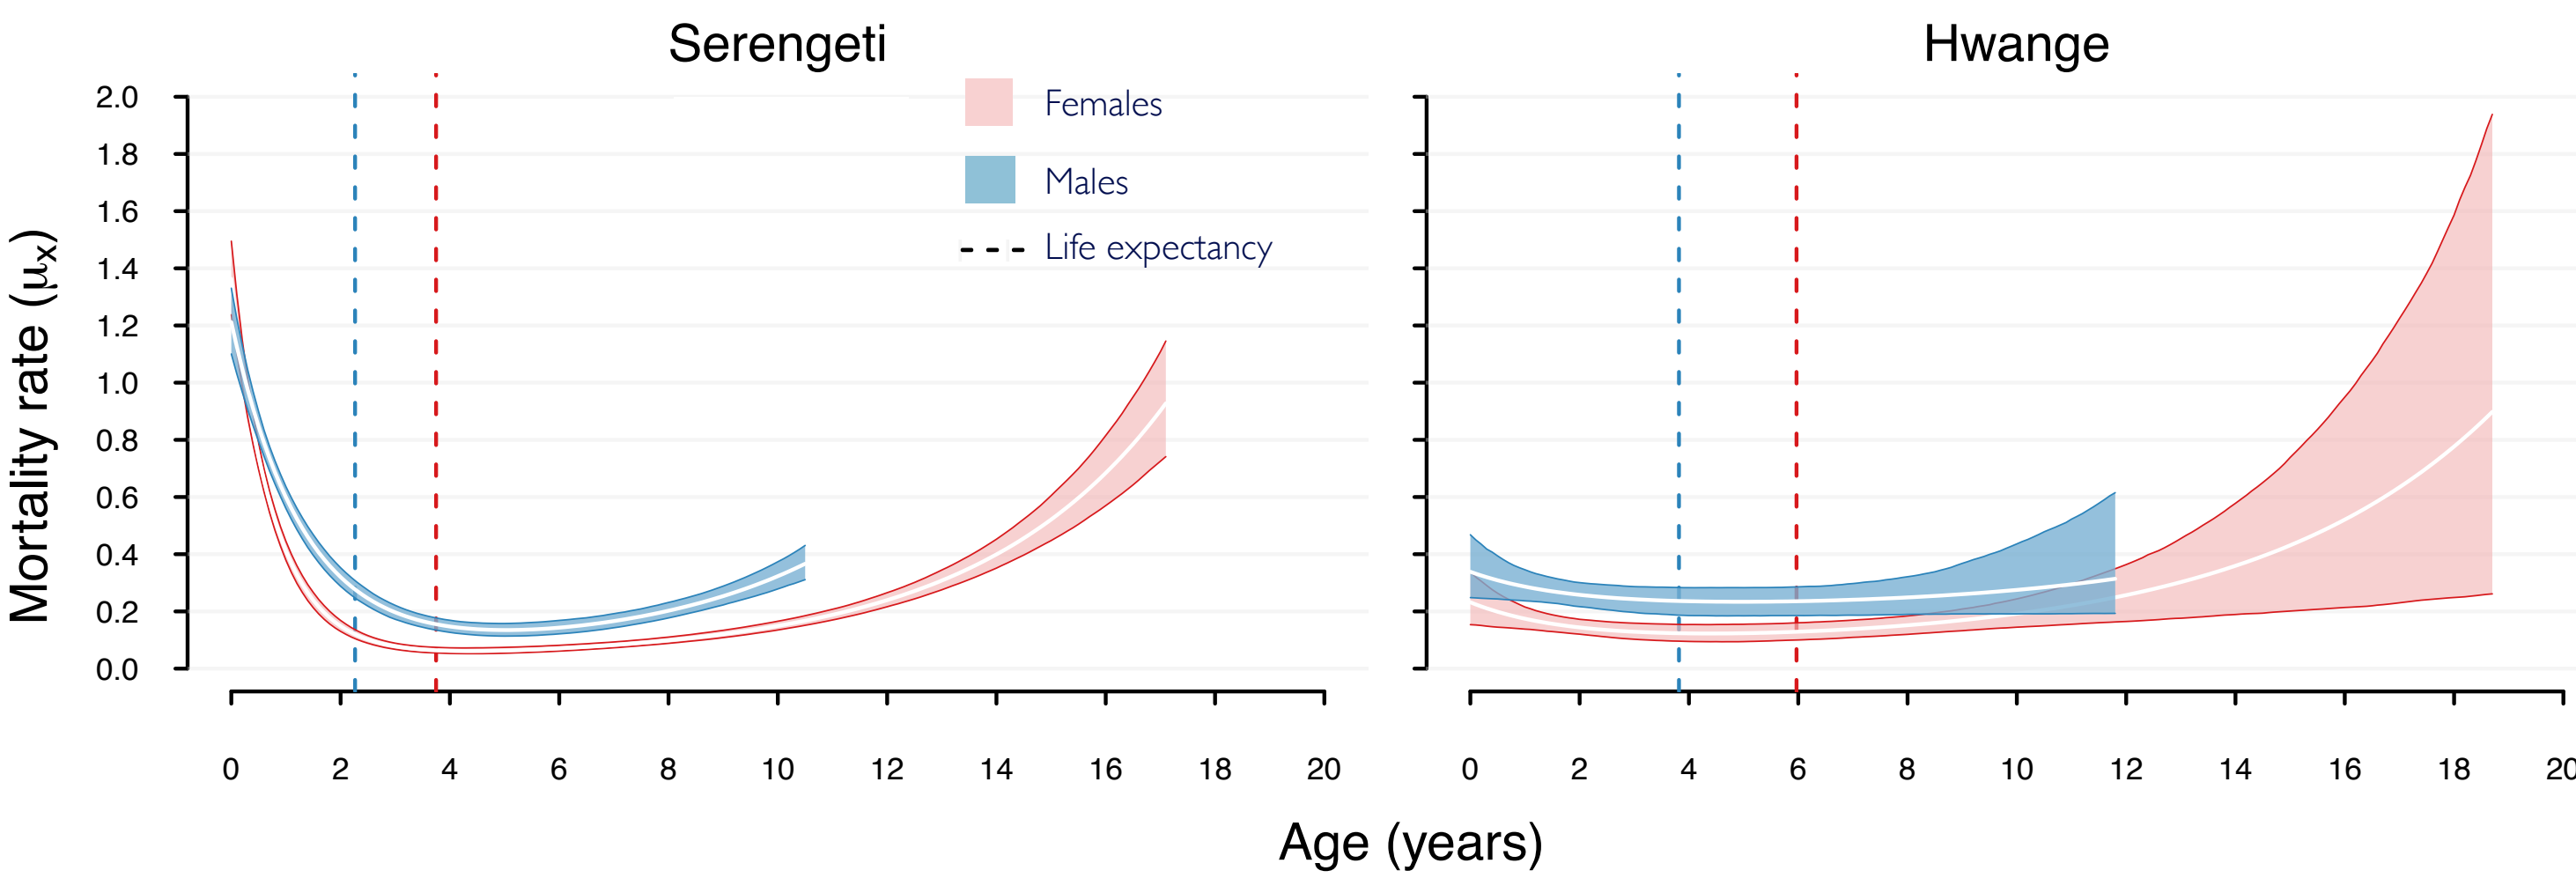 Serengeti
Hwange
Females
Males
Life expectancy
Mortality rate (μx)
2.0
1.8
1.6
1.4
1.2
1.0
0.8
0.6
0.4
0.2
0.0
0 2 4 6 8 10 12 14 16 18 20
0 2 4 6 8 10 12 14 16 18 20
Age (years)